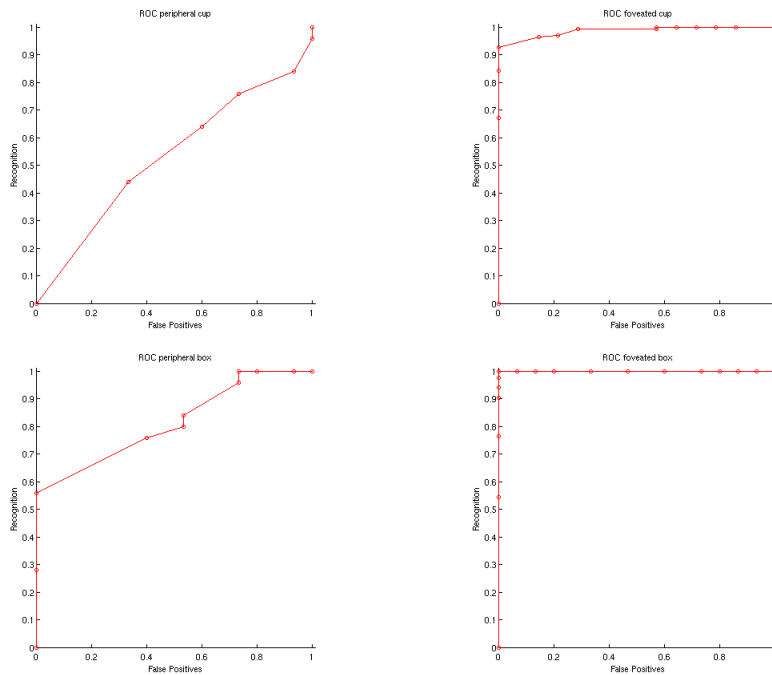 ROC peripheral cup
1
0.9
0.8
0.7
0.6
0.5
0.4
0.3
0.2
0.1
0
Recognition
0 0.2 0.4 0.6 0.8 1
False Positives
ROC foveated cup
1
0.9
0.8
0.7
0.6
0.5
0.4
0.3
0.2
0.1
0
Recognition
0 0.2 0.4 0.6 0.8
False Positives
ROC peripheral box
1
0.9
0.8
0.7
0.6
0.5
0.4
0.3
0.2
0.1
0
Recognition
0 0.2 0.4 0.6 0.8 1
False Positives
ROC foveated box
1
0.9
0.8
0.7
0.6
0.5
0.4
0.3
0.2
0.1
0
Recognition
0 0.2 0.4 0.6 0.8
False Positives